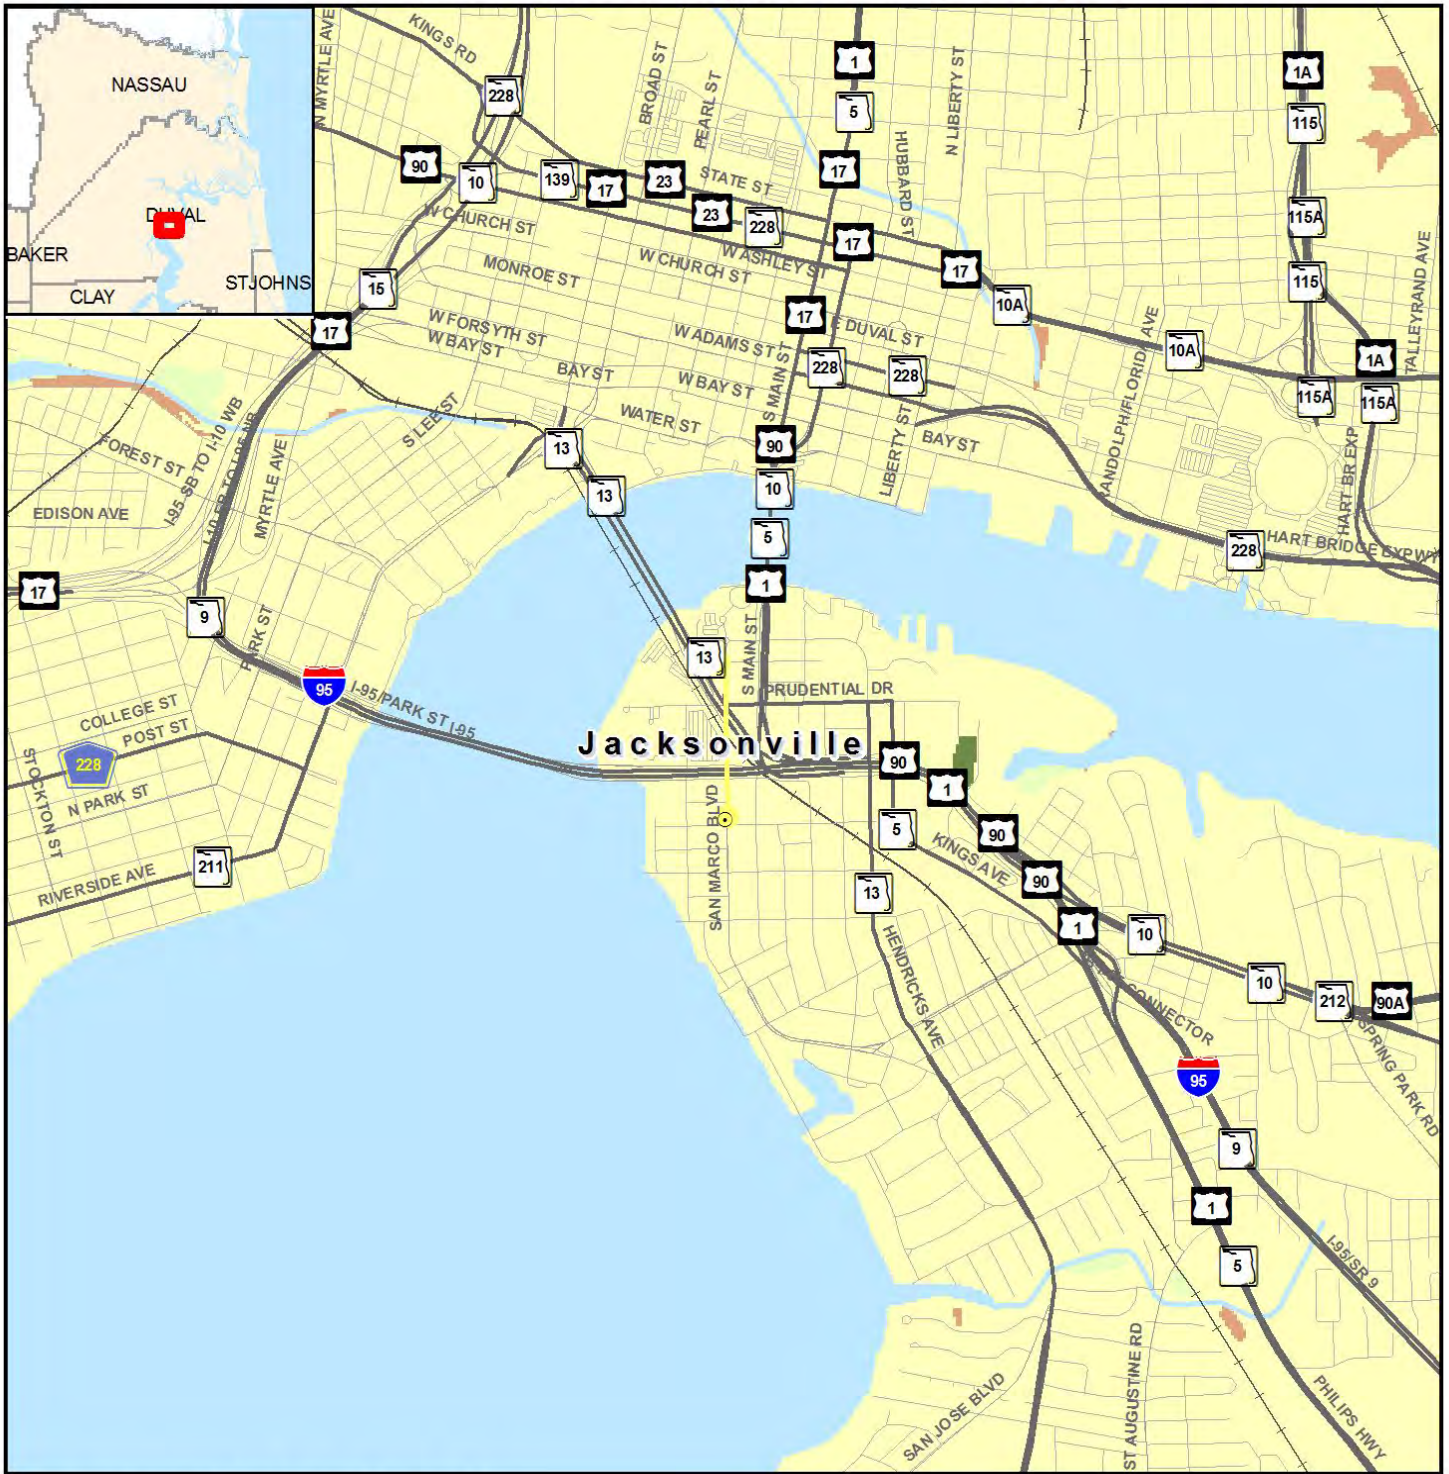 NASSAU
DUVAL
BAKER
CLAY
STJOHNS
N MYRTLE AVE
KINGS RD
228
BROAD ST
PEARL ST
1
5
HUBBARD ST
N LIBERTY ST
1A
115
90
10
139
17
23
STATE ST
17
23
228
17
W CHURCH ST
W CHURCH ST
W ASHLEY ST
17
10A
115A
115
TALLEYRAND AVE
MONROE ST
15
17
W FORSYTH ST
W BAY ST
W ADAMS ST
17
E DUVAL ST
228
228
10A
1A
115A
115A
RANDOLPH/FLORIDA AVE
BAY ST
W BAY ST
S MAIN ST
WATER ST
S LEE ST
LIBERTY ST
BAY ST
HART BR EXP
FOREST ST
I-95 SB TO I-10 WB
I-10 EB TO I-95 NB
MYRTLE AVE
EDISON AVE
13
13
90
10
5
1
228
HART BRIDGE EXPWY
17
9
PARK ST
95
I-95/PARK ST
I-95
13
S MAIN ST
PRUDENTIAL DR
COLLEGE ST
POST ST
228
N PARK ST
STOCKTON ST
Jacksonville
90
1
90
5
KINGS AVE
90
SAN MARCO BLVD
211
RIVERSIDE AVE
13
1
10
HENDRICKS AVE
CONNECTOR
10
212
90A
SPRING PARK RD
95
9
1
5
I-95/SR 9
SAN JOSE BLVD
ST AUGUSTINE RD
PHILIPS HWY